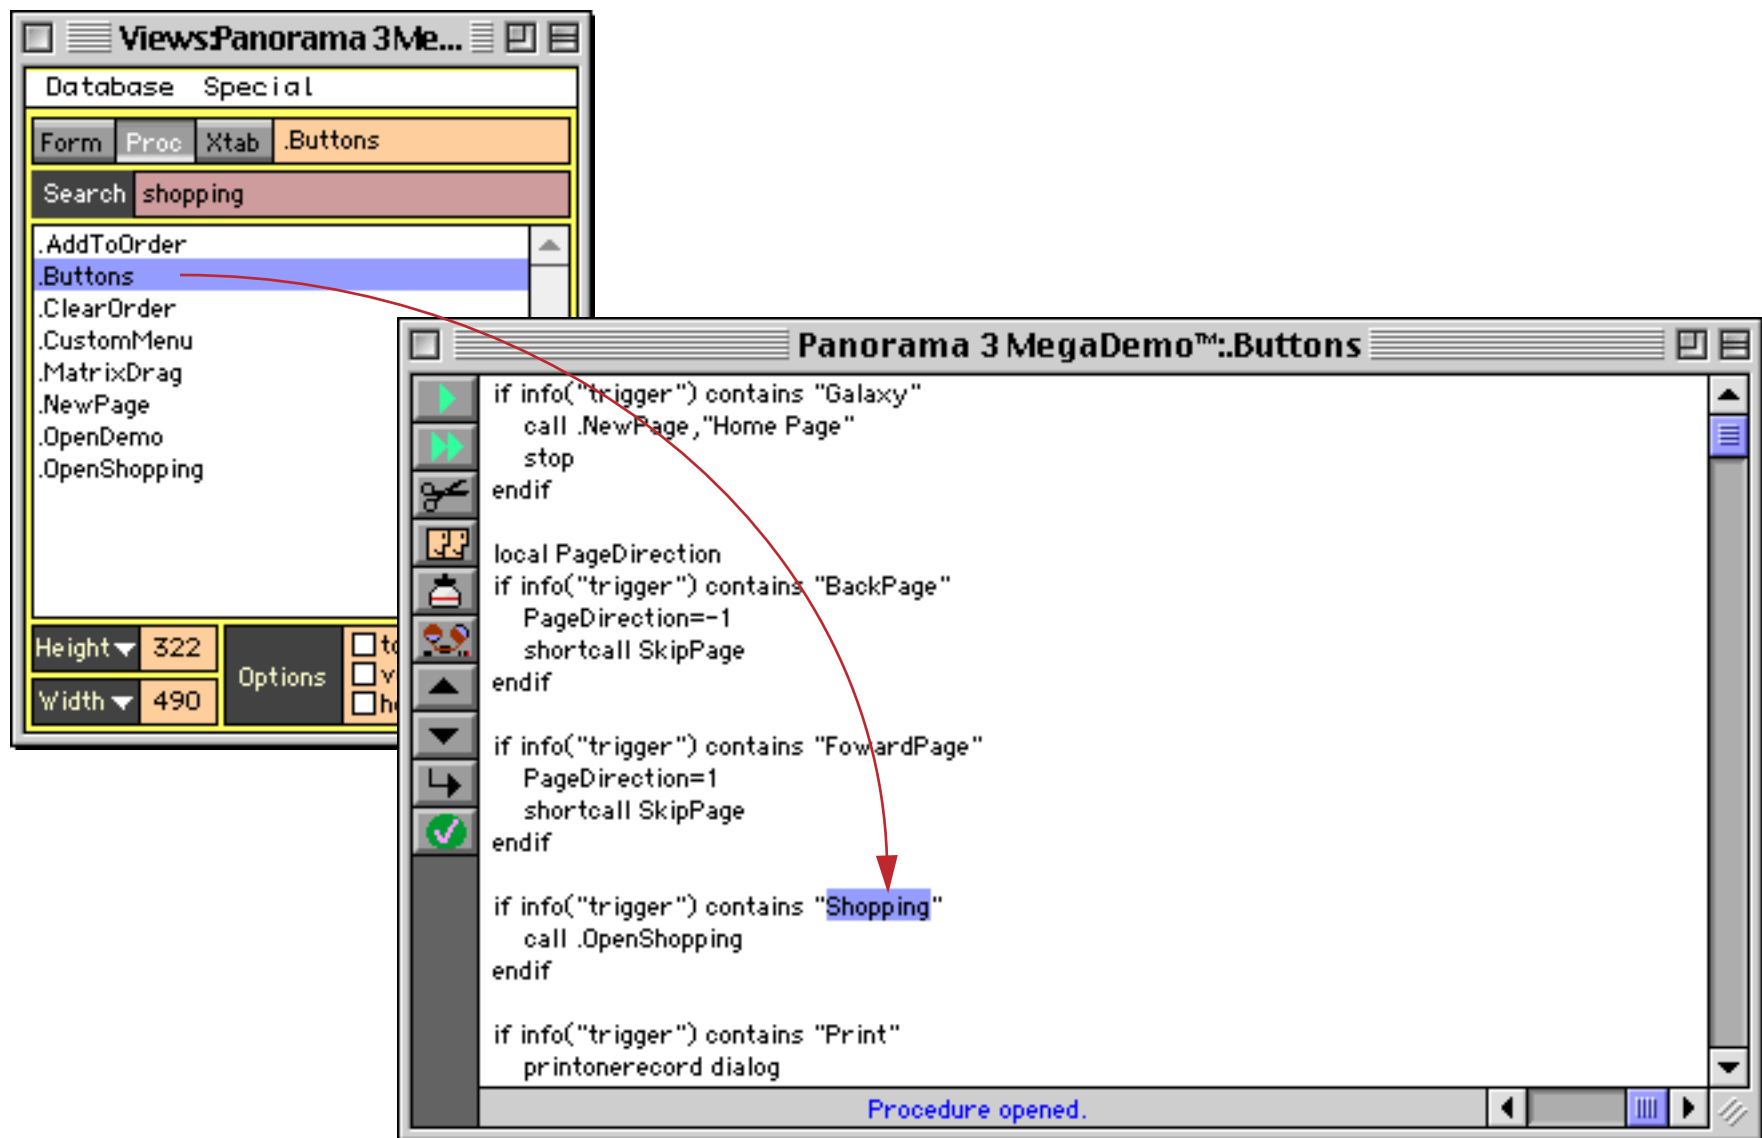 Views:Panorama 3 Me...
Database Special
Form Proc Xtab .Buttons
Search shopping
.AddToOrder
.Buttons
.ClearOrder
.CustomMenu
.MatrixDrag
.NewPage
.OpenDemo
.OpenShopping
Height 322
Width 490
Options
Panorama 3 MegaDemo™:.Buttons
if info("trigger") contains "Galaxy"
call .NewPage,"Home Page"
stop
endif
local PageDirection
if info("trigger") contains "BackPage"
PageDirection=-1
shortcall SkipPage
endif
if info("trigger") contains "FowardPage"
PageDirection=1
shortcall SkipPage
endif
if info("trigger") contains "Shopping"
call .OpenShopping
endif
if info("trigger") contains "Print"
printonerecord dialog
Procedure opened.